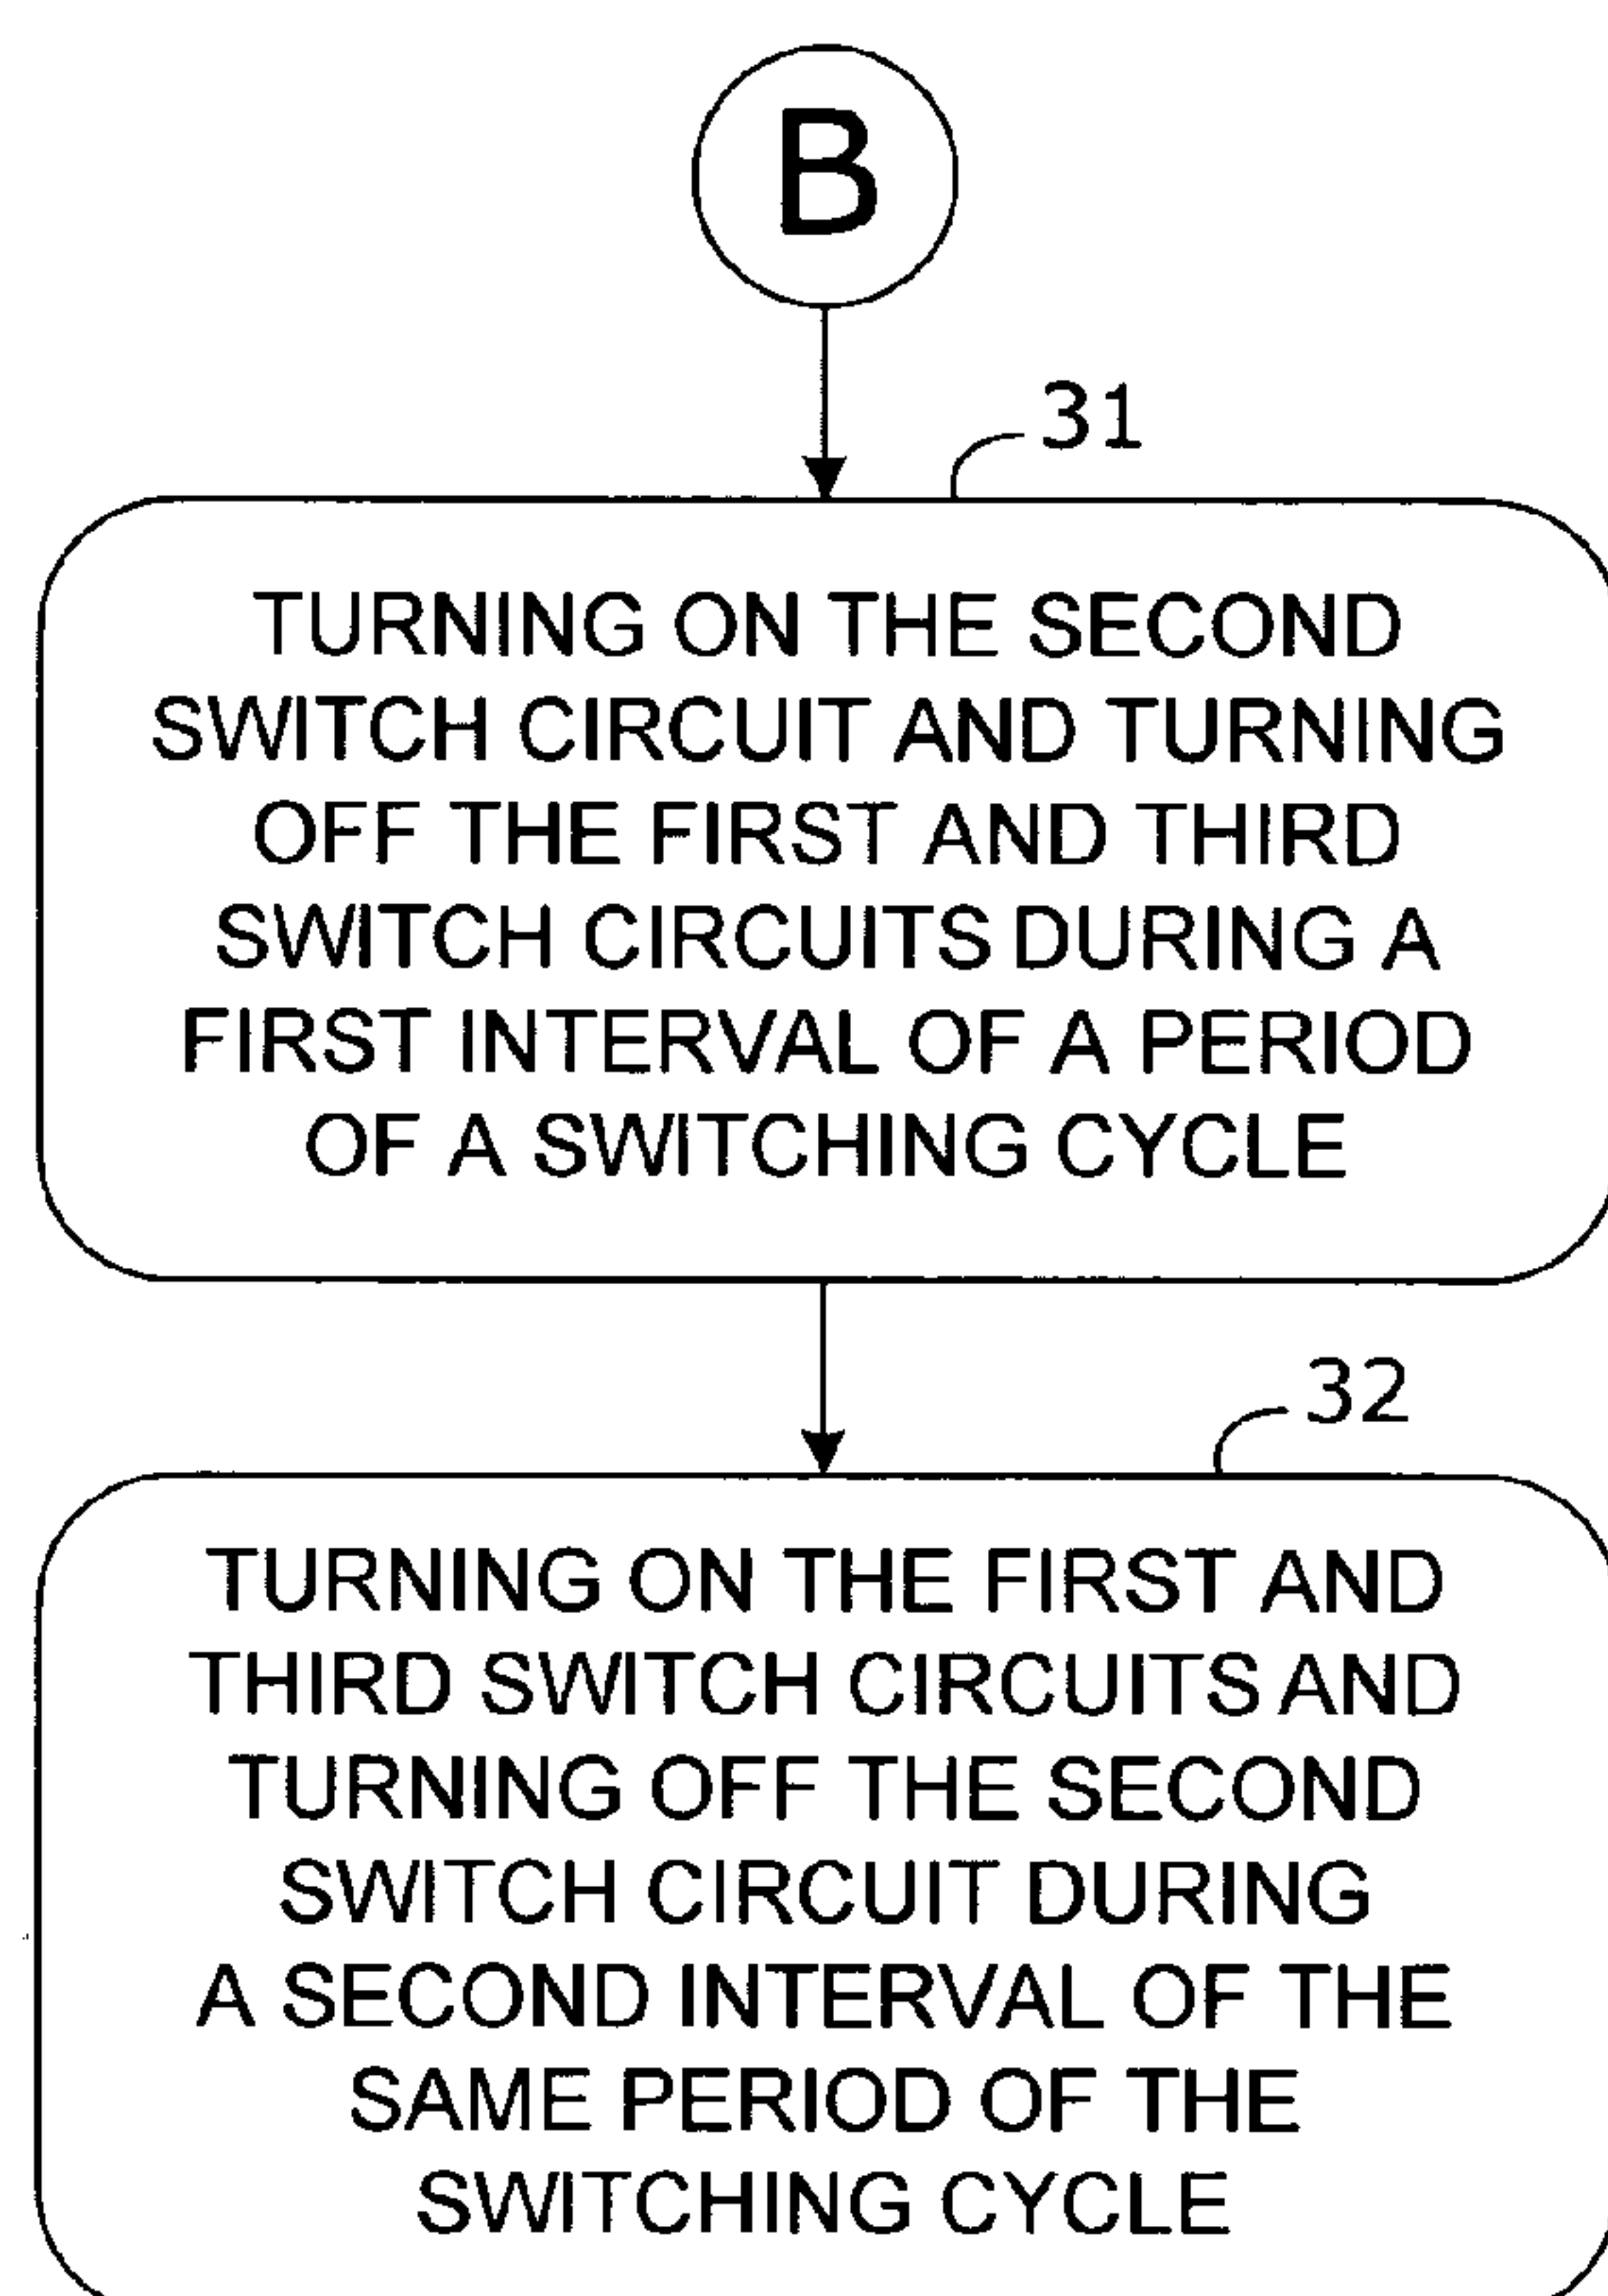 B
31
TURNING ON THE SECOND
SWITCH CIRCUIT AND TURNING
OFF THE FIRST AND THIRD
SWITCH CIRCUITS DURING A
FIRST INTERVAL OF A PERIOD
OF A SWITCHING CYCLE
32
TURNING ON THE FIRST AND
THIRD SWITCH CIRCUITS AND
TURNING OFF THE SECOND
SWITCH CIRCUIT DURING
A SECOND INTERVAL OF THE
SAME PERIOD OF THE
SWITCHING CYCLE